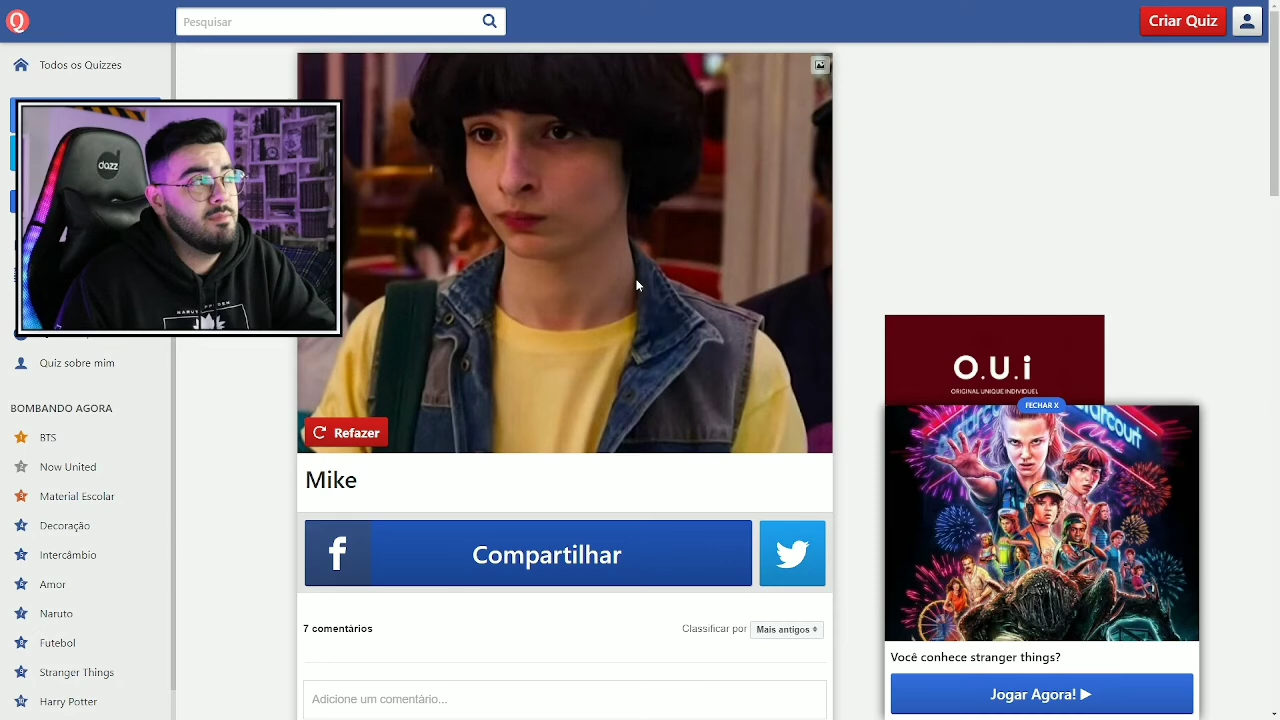 Q
Pesquisar
Criar Quiz
Todos os Quizzes
dazz
Quiz sobre mim
BOMBANDO AGORA
BTS
Now United
Material Escolar
Decoração
Intercâmbio
Amor
Naruto
Futebol
Stranger Things
Harry Potter
Refazer
Mike
f
Compartilhar
7 comentários
Classificar por
Mais antigos
Adicione um comentário...
O.U.i
ORIGINAL UNIQUE INDIVIDUEL
FECHAR X
Você conhece stranger things?
Jogar Agora!